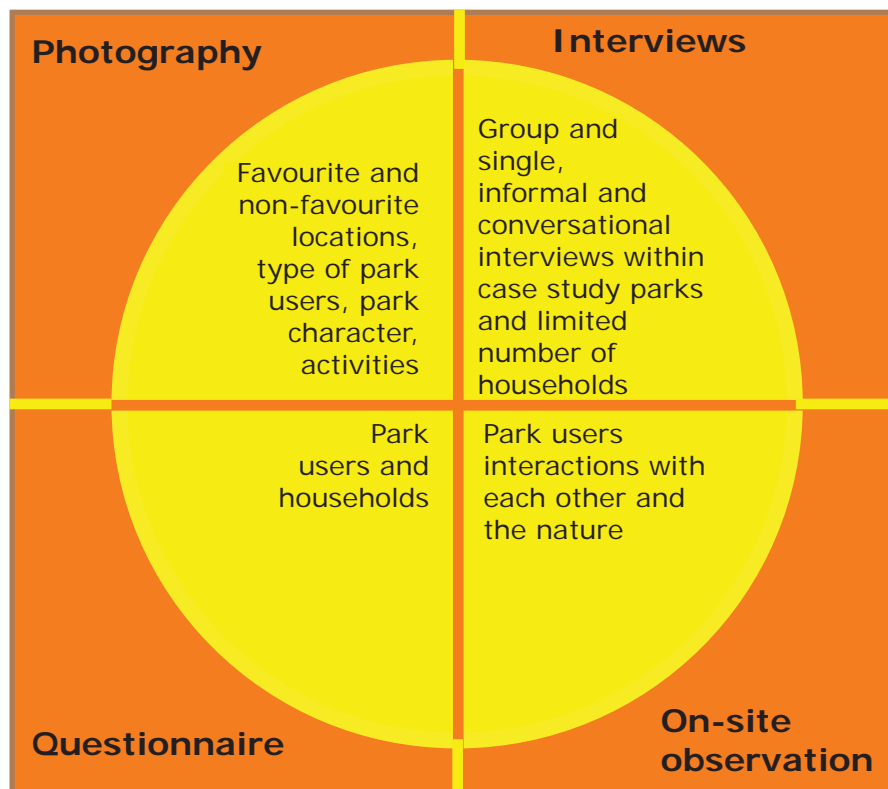 Photography
Favourite and
non-favourite
locations,
type of park
users, park
character,
activities
Interviews
Group and
single,
informal and
conversational
interviews within
case study parks
and limited
number of
households
Park
users and
households
Questionnaire
Park users
interactions with
each other and
the nature
On-site
observation